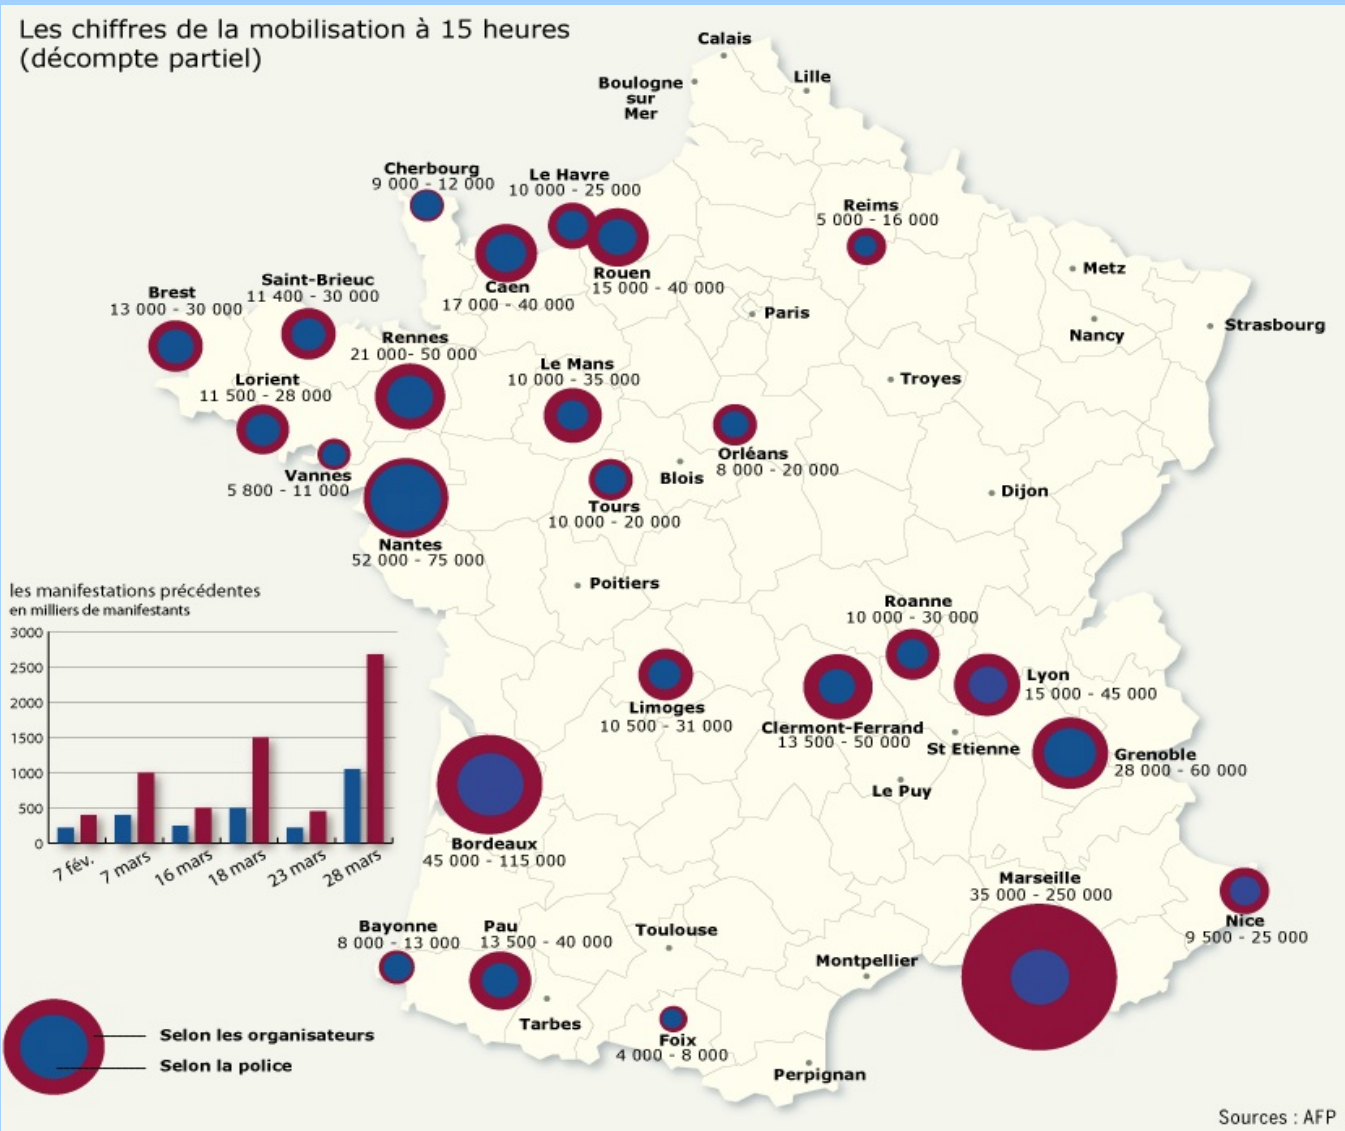 Les chiffres de la mobilisation à 15 heures
(décompte partiel)
Calais
Lille
Boulogne
sur
Mer
Cherbourg
9 000 - 12 000
Le Havre
10 000 - 25 000
Reims
5 000 - 16 000
Rouen
15 000 - 40 000
Caen
17 000 - 40 000
Metz
Saint-Brieuc
11 400 - 30 000
Brest
13 000 - 30 000
Paris
Strasbourg
Nancy
Rennes
21 000- 50 000
Le Mans
10 000 - 35 000
Lorient
11 500 - 28 000
Troyes
Orléans
8 000 - 20 000
Blois
Vannes
5 800 - 11 000
Dijon
Tours
10 000 - 20 000
Nantes
52 000 - 75 000
Poitiers
les manifestations précédentes
en milliers de manifestants
3000
2500
2000
1500
1000
500
0
7 fév.
7 mars
16 mars
18 mars
23 mars
28 mars
Roanne
10 000 - 30 000
Lyon
15 000 - 45 000
Limoges
10 500 - 31 000
Clermont-Ferrand
13 500 - 50 000
St Etienne
Grenoble
28 000 - 60 000
Le Puy
Bordeaux
45 000 - 115 000
Marseille
35 000 - 250 000
Nice
9 500 - 25 000
Bayonne
8 000 - 13 000
Pau
13 500 - 40 000
Toulouse
Montpellier
Tarbes
Foix
4 000 - 8 000
Perpignan
Selon les organisateurs
Selon la police
Sources : AFP